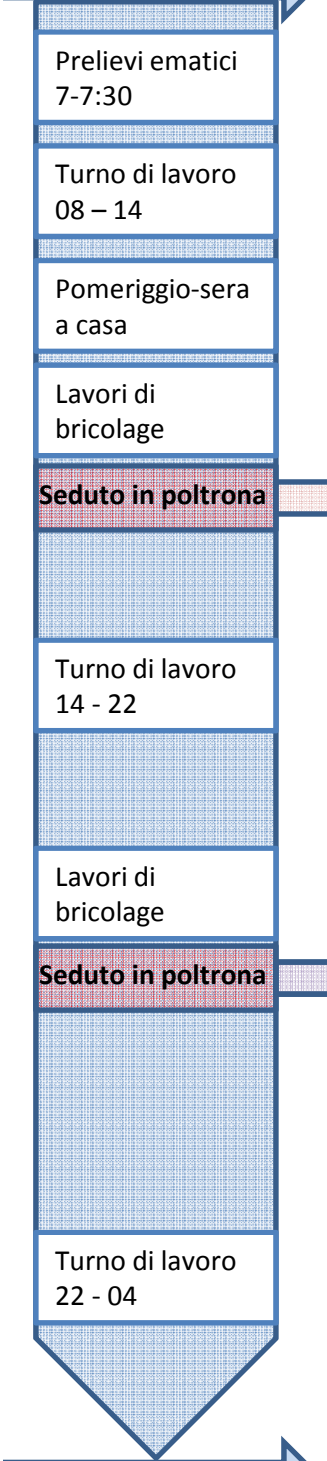 Prelievi ematici
7-7:30
Turno di lavoro
08 – 14
Pomeriggio-sera
a casa
Lavori di
bricolage
Seduto in poltrona
Turno di lavoro
14 - 22
Lavori di
bricolage
Seduto in poltrona
Turno di lavoro
22 - 04